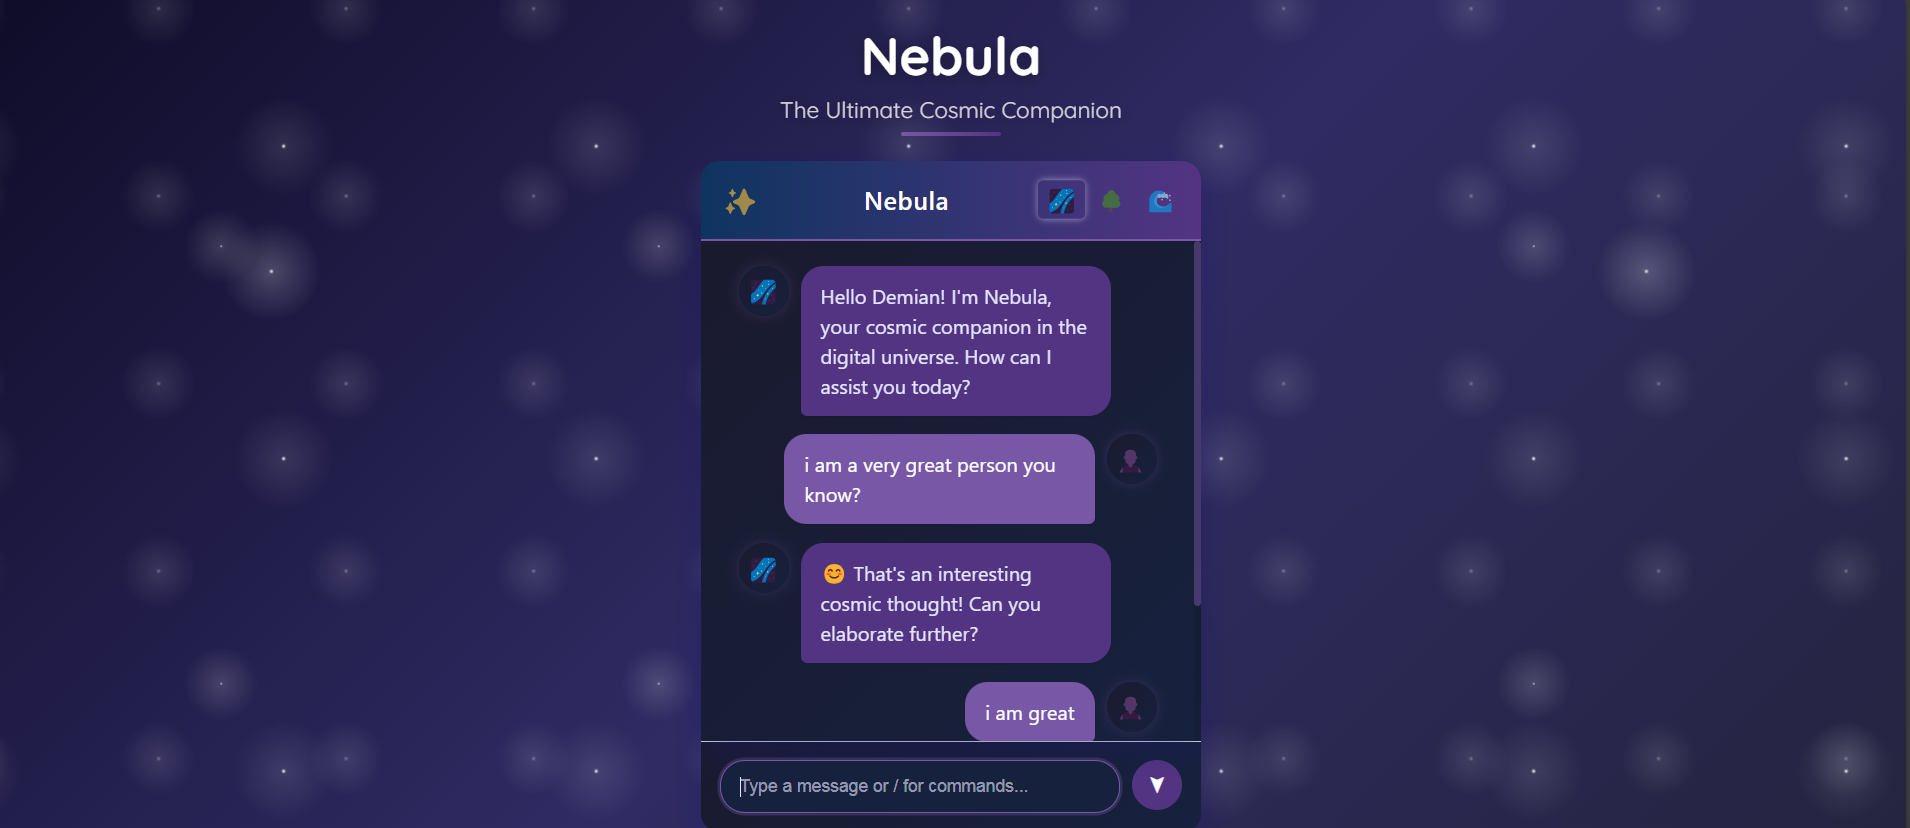 Nebula
The Ultimate Cosmic Companion
Nebula
Hello Demian! I'm Nebula,
your cosmic companion in the
digital universe. How can I
assist you today?
i am a very great person you
know?
😊 That's an interesting
cosmic thought! Can you
elaborate further?
i am great
Type a message or / for commands...